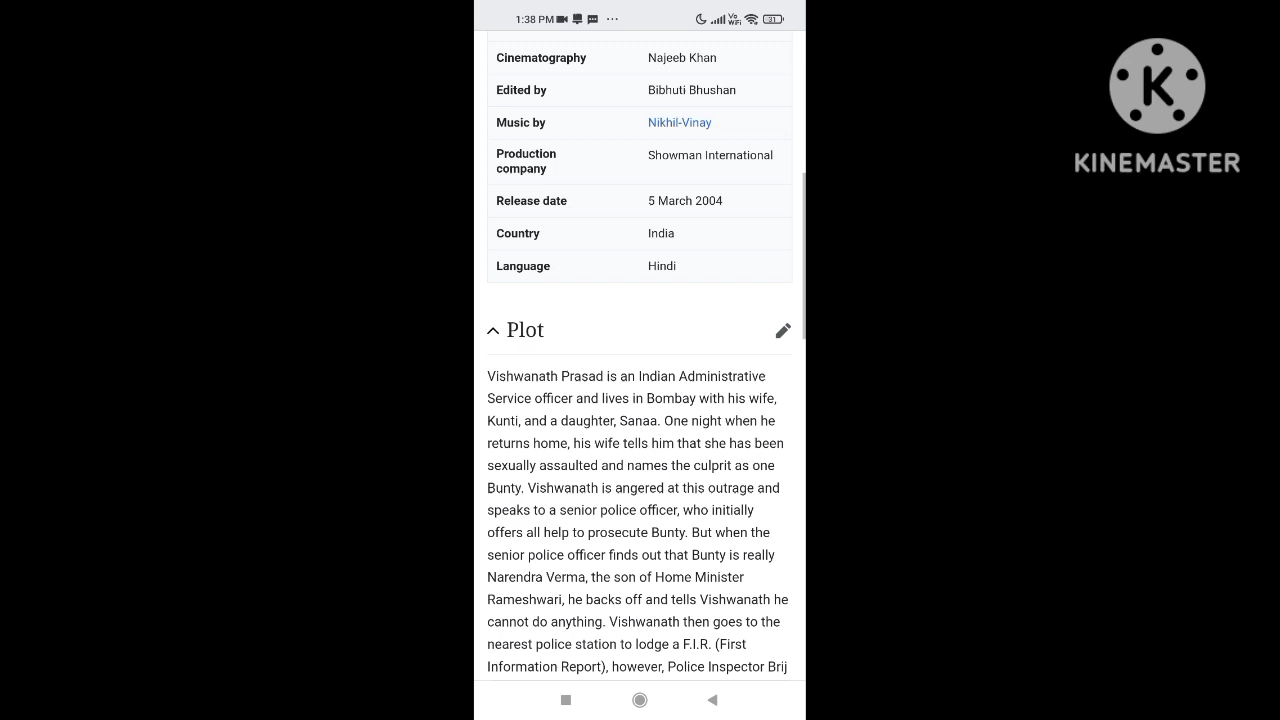 1:38 PM
Vo
WiFi
31
K
KINEMASTER
Cinematography Najeeb Khan
Edited by Bibhuti Bhushan
Music by Nikhil-Vinay
Production company Showman International
Release date 5 March 2004
Country India
Language Hindi
Plot
Vishwanath Prasad is an Indian Administrative
Service officer and lives in Bombay with his wife,
Kunti, and a daughter, Sanaa. One night when he
returns home, his wife tells him that she has been
sexually assaulted and names the culprit as one
Bunty. Vishwanath is angered at this outrage and
speaks to a senior police officer, who initially
offers all help to prosecute Bunty. But when the
senior police officer finds out that Bunty is really
Narendra Verma, the son of Home Minister
Rameshwari, he backs off and tells Vishwanath he
cannot do anything. Vishwanath then goes to the
nearest police station to lodge a F.I.R. (First
Information Report), however, Police Inspector Brij